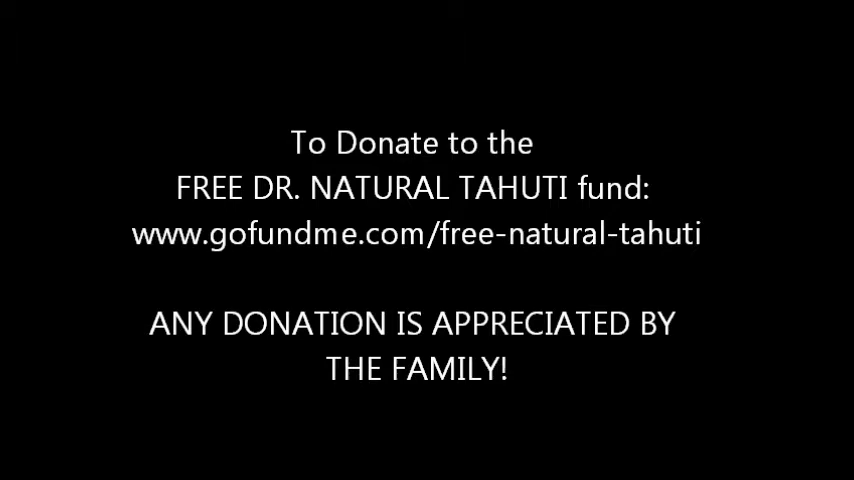 To Donate to the
FREE DR. NATURAL TAHUTI fund:
www.gofundme.com/free-natural-tahuti
ANY DONATION IS APPRECIATED BY
THE FAMILY!